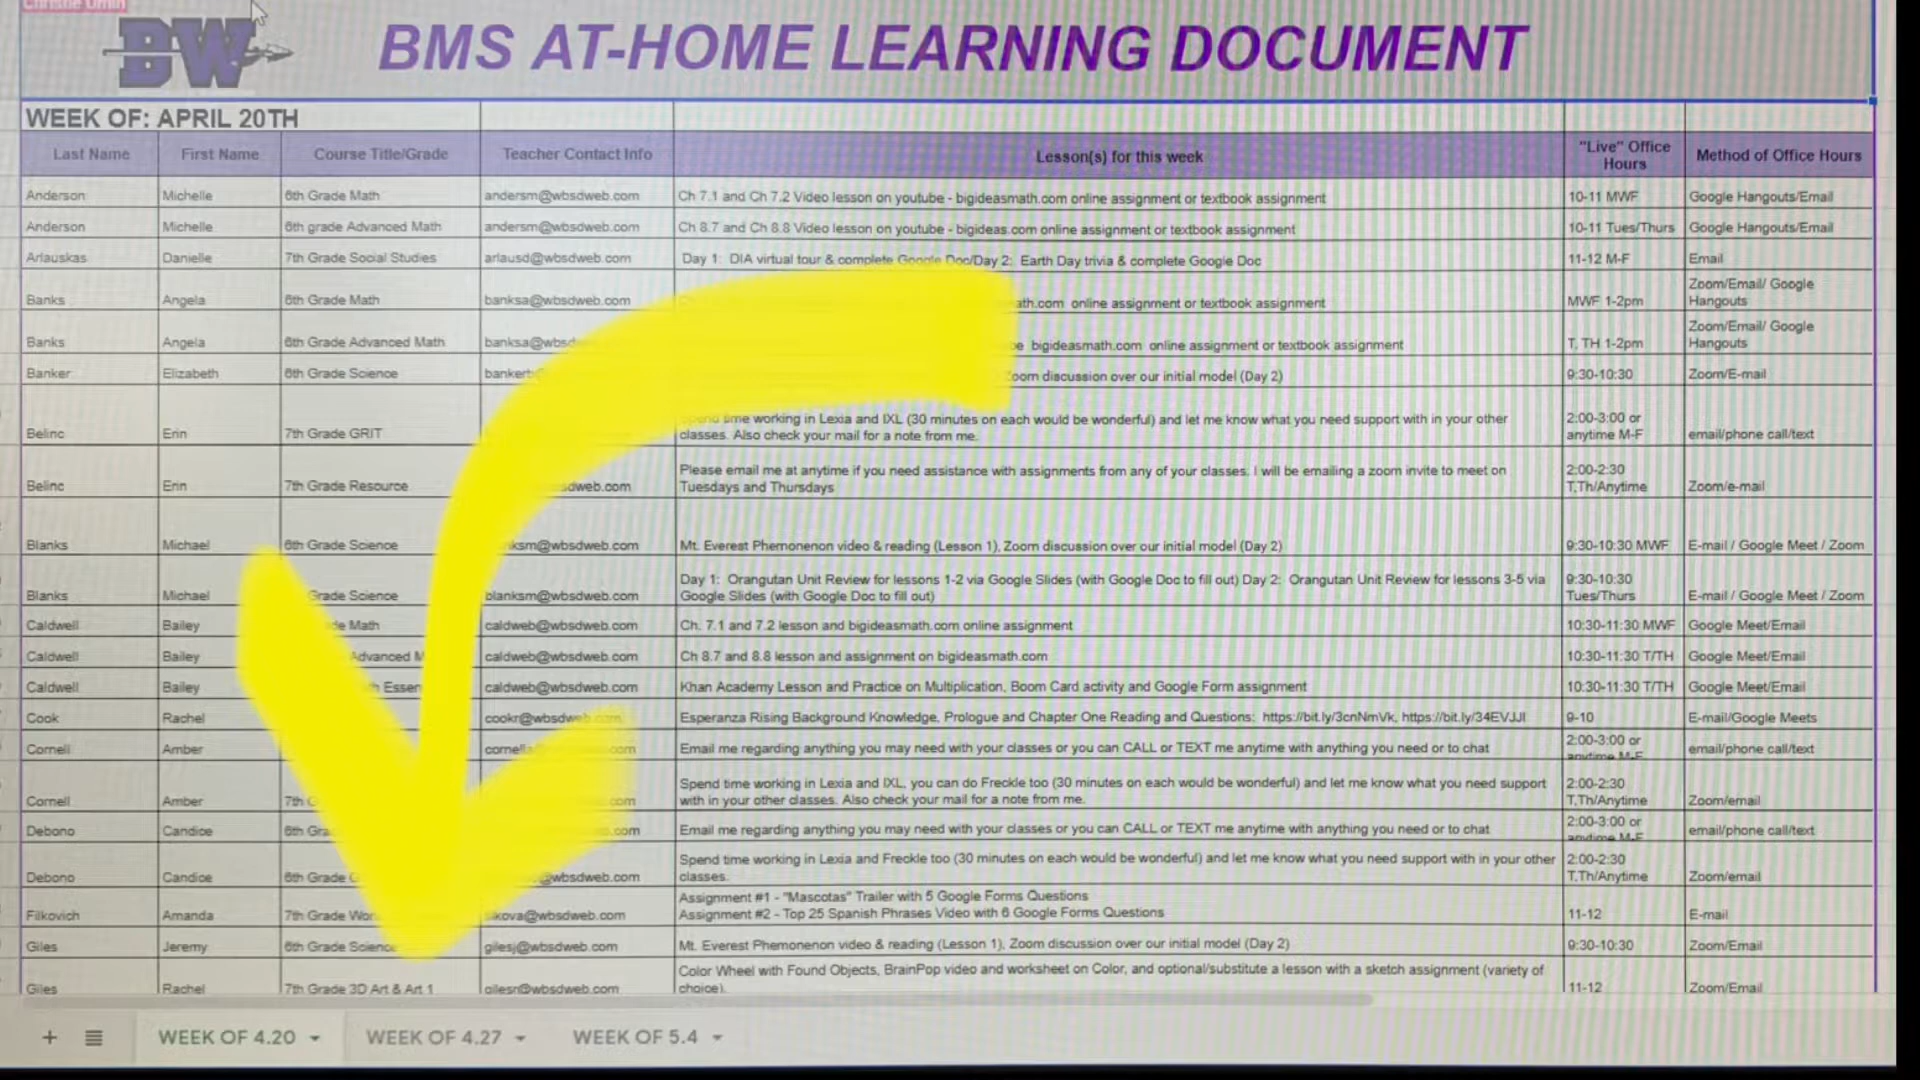 Christie Umin
BW
BMS AT-HOME LEARNING DOCUMENT
WEEK OF: APRIL 20TH
Last Name First Name Course Title/Grade Teacher Contact Info Lesson(s) for this week "Live" Office Hours Method of Office Hours
Anderson Michelle 6th Grade Math andersm@wbsdweb.com Ch 7.1 and Ch 7.2 Video lesson on youtube - bigideasmath.com online assignment or textbook assignment 10-11 MWF Google Hangouts/Email
Anderson Michelle 6th grade Advanced Math andersm@wbsdweb.com Ch 8.7 and Ch 8.8 Video lesson on youtube - bigideas.com online assignment or textbook assignment 10-11 Tues/Thurs Google Hangouts/Email
Arlauskas Danielle 7th Grade Social Studies arlausd@wbsdweb.com Day 1: DIA virtual tour & complete Google Doc/Day 2: Earth Day trivia & complete Google Doc 11-12 M-F Email
Banks Angela 6th Grade Math banksa@wbsdweb.com ath.com online assignment or textbook assignment MWF 1-2pm Zoom/Email/ Google Hangouts
Banks Angela 6th Grade Advanced Math banksa@wbsd bigideasmath.com online assignment or textbook assignment T, TH 1-2pm Zoom/Email/ Google Hangouts
Banker Elizabeth 6th Grade Science Zoom discussion over our initial model (Day 2) 9:30-10:30 Zoom/E-mail
Belinc Erin 7th Grade GRIT Spend time working in Lexia and IXL (30 minutes on each would be wonderful) and let me know what you need support with in your other
classes. Also check your mail for a note from me. 2:00-3:00 or anytime M-F email/phone call/text
Belinc Erin 7th Grade Resource sdweb.com Please email me at anytime if you need assistance with assignments from any of your classes. I will be emailing a zoom invite to meet on
Tuesdays and Thursdays 2:00-2:30 T,Th/Anytime Zoom/e-mail
Blanks Michael 6th Grade Science nksm@wbsdweb.com Mt. Everest Phemonenon video & reading (Lesson 1), Zoom discussion over our initial model (Day 2) 9:30-10:30 MWF E-mail / Google Meet / Zoom
Blanks Michael Grade Science blanksm@wbsdweb.com Day 1: Orangutan Unit Review for lessons 1-2 via Google Slides (with Google Doc to fill out) Day 2: Orangutan Unit Review for lessons 3-5 via
Google Slides (with Google Doc to fill out) 9:30-10:30 Tues/Thurs E-mail / Google Meet / Zoom
Caldwell Bailey de Math caldweb@wbsdweb.com Ch. 7.1 and 7.2 lesson and bigideasmath.com online assignment 10:30-11:30 MWF Google Meet/Email
Caldwell Bailey Advanced M caldweb@wbsdweb.com Ch 8.7 and 8.8 lesson and assignment on bigideasmath.com 10:30-11:30 T/TH Google Meet/Email
Caldwell Bailey h Essen caldweb@wbsdweb.com Khan Academy Lesson and Practice on Multiplication, Boom Card activity and Google Form assignment 10:30-11:30 T/TH Google Meet/Email
Cook Rachel cookr@wbsdweb.com Esperanza Rising Background Knowledge, Prologue and Chapter One Reading and Questions: https://bit.ly/3cnNmVk, https://bit.ly/34EVJJI 9-10 E-mail/Google Meets
Cornell Amber Email me regarding anything you may need with your classes or you can CALL or TEXT me anytime with anything you need or to chat 2:00-3:00 or anytime M-F email/phone call/text
Cornell Amber 7th Spend time working in Lexia and IXL, you can do Freckle too (30 minutes on each would be wonderful) and let me know what you need support
with in your other classes. Also check your mail for a note from me. 2:00-2:30 T,Th/Anytime Zoom/email
Debono Candice 6th Gra Email me regarding anything you may need with your classes or you can CALL or TEXT me anytime with anything you need or to chat 2:00-3:00 or anytime M-F email/phone call/text
Debono Candice 6th Grade @wbsdweb.com Spend time working in Lexia and Freckle too (30 minutes on each would be wonderful) and let me know what you need support with in your other
classes. 2:00-2:30 T,Th/Anytime Zoom/email
Filkovich Amanda 7th Grade Wor sikova@wbsdweb.com Assignment #1 - "Mascotas" Trailer with 5 Google Forms Questions
Assignment #2 - Top 25 Spanish Phrases Video with 6 Google Forms Questions 11-12 E-mail
Giles Jeremy 6th Grade Science gilesj@wbsdweb.com Mt. Everest Phemonenon video & reading (Lesson 1), Zoom discussion over our initial model (Day 2) 9:30-10:30 Zoom/Email
Giles Rachel 7th Grade 3D Art & Art 1 gilesr@wbsdweb.com Color Wheel with Found Objects, BrainPop video and worksheet on Color, and optional/substitute a lesson with a sketch assignment (variety of
choice). 11-12 Zoom/Email
WEEK OF 4.20 WEEK OF 4.27 WEEK OF 5.4